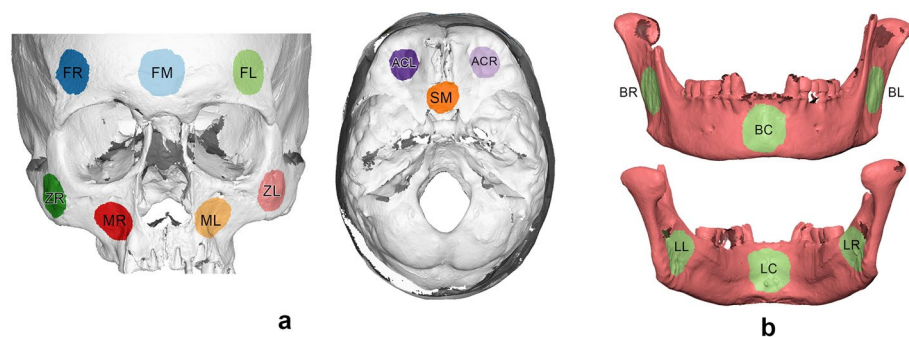 FR FM FL
ZR ZL
MR ML
ACL ACR
SM
a
BR BL
BC
LL LR
LC
b